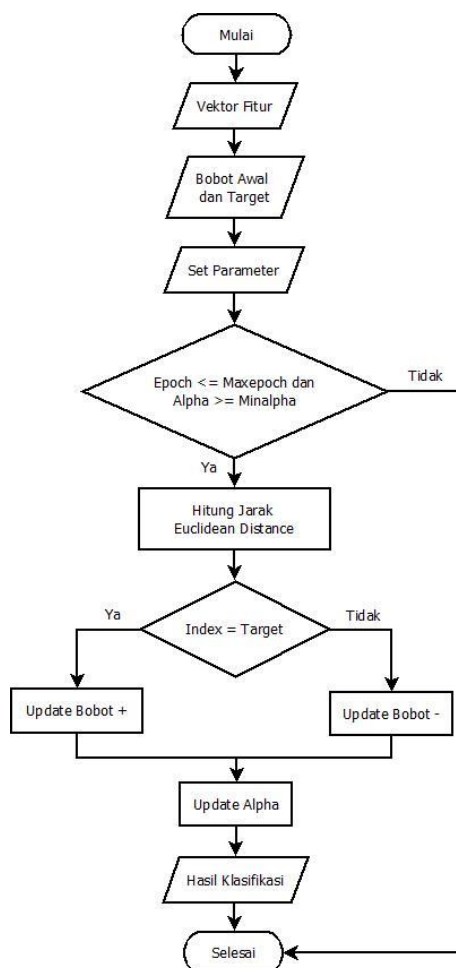 Mulai
Vektor Fitur
Bobot Awal
dan Target
Set Parameter
Epoch <= Maxepoch dan
Alpha >= Minalpha
Tidak
Ya
Hitung Jarak
Euclidean Distance
Ya
Index = Target
Tidak
Update Bobot +
Update Bobot -
Update Alpha
Hasil Klasifikasi
Selesai